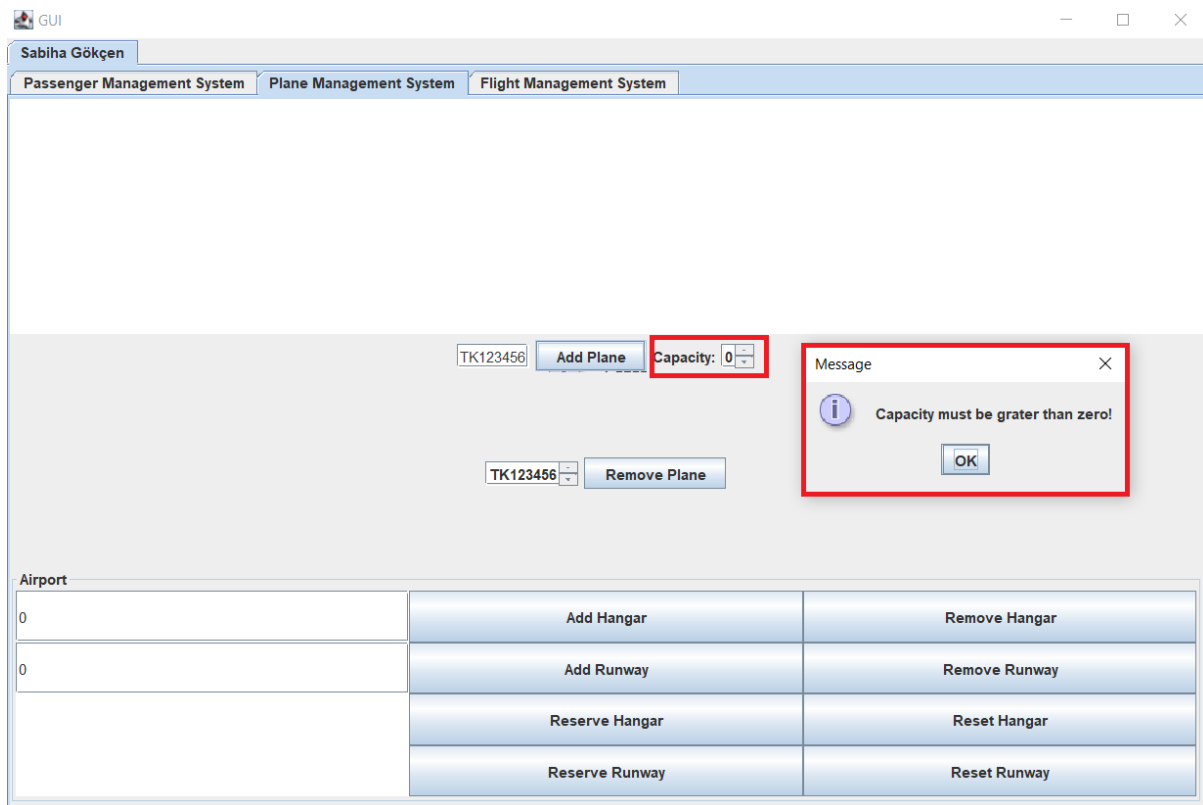 GUI
Sabiha Gökçen
Passenger Management System Plane Management System Flight Management System
TK123456 Add Plane Capacity: 0
Message
Capacity must be grater than zero!
OK
TK123456 Remove Plane
Airport
0 Add Hangar Remove Hangar
0 Add Runway Remove Runway
Reserve Hangar Reset Hangar
Reserve Runway Reset Runway